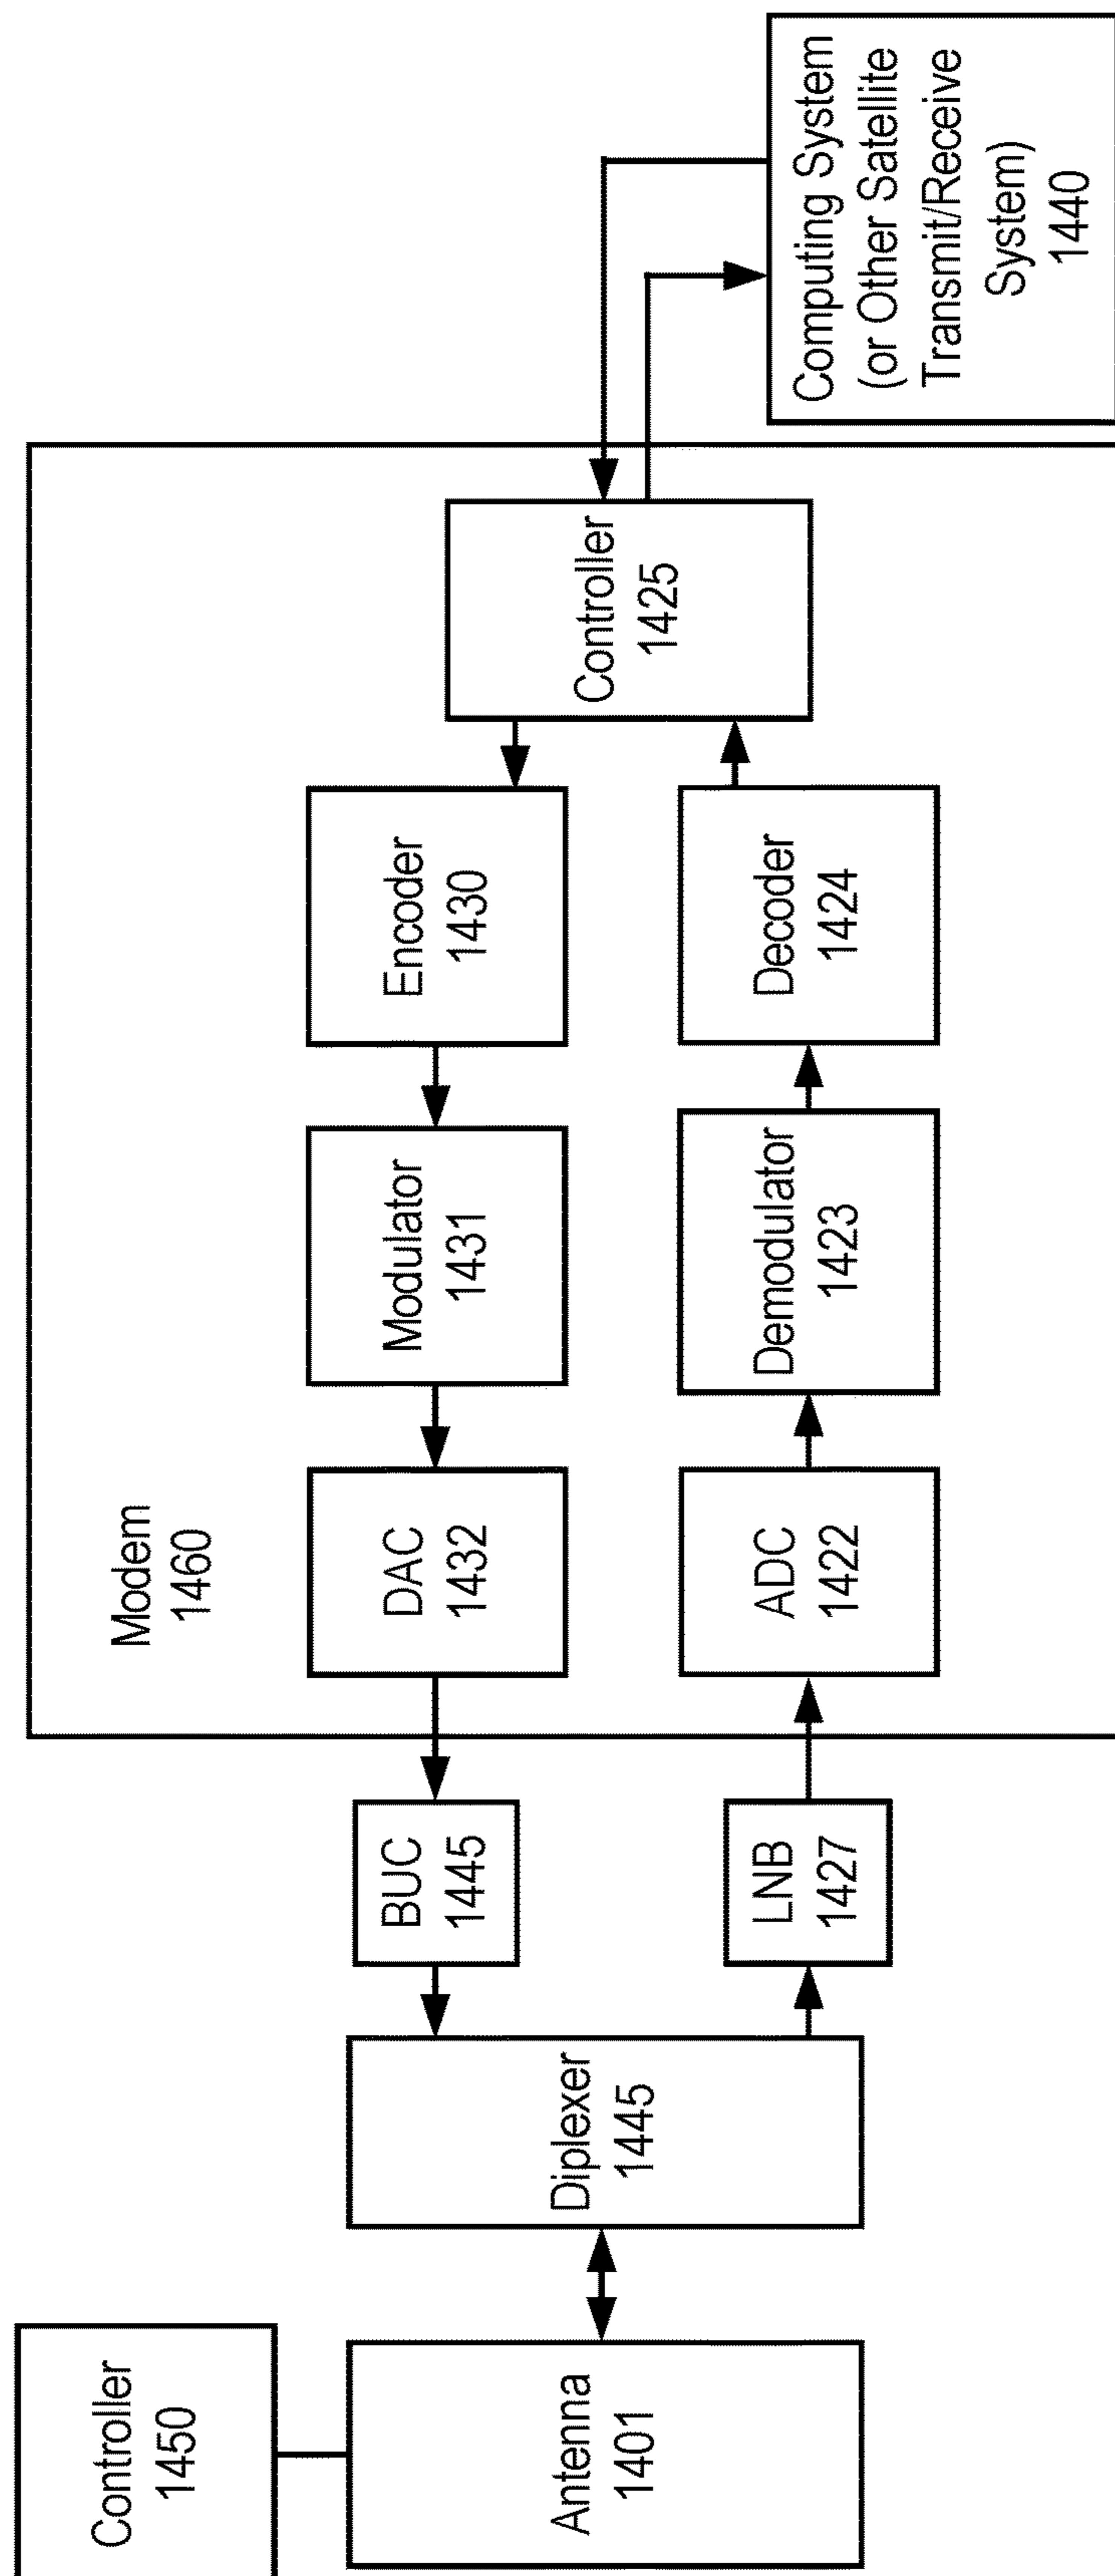 Controller
1450
Antenna
1401
Diplexer
1445
BUC
1445
LNB
1427
Modem
1460
DAC
1432
Modulator
1431
Encoder
1430
ADC
1422
Demodulator
1423
Decoder
1424
Controller
1425
Computing System
(or Other Satellite
Transmit/Receive
System)
1440